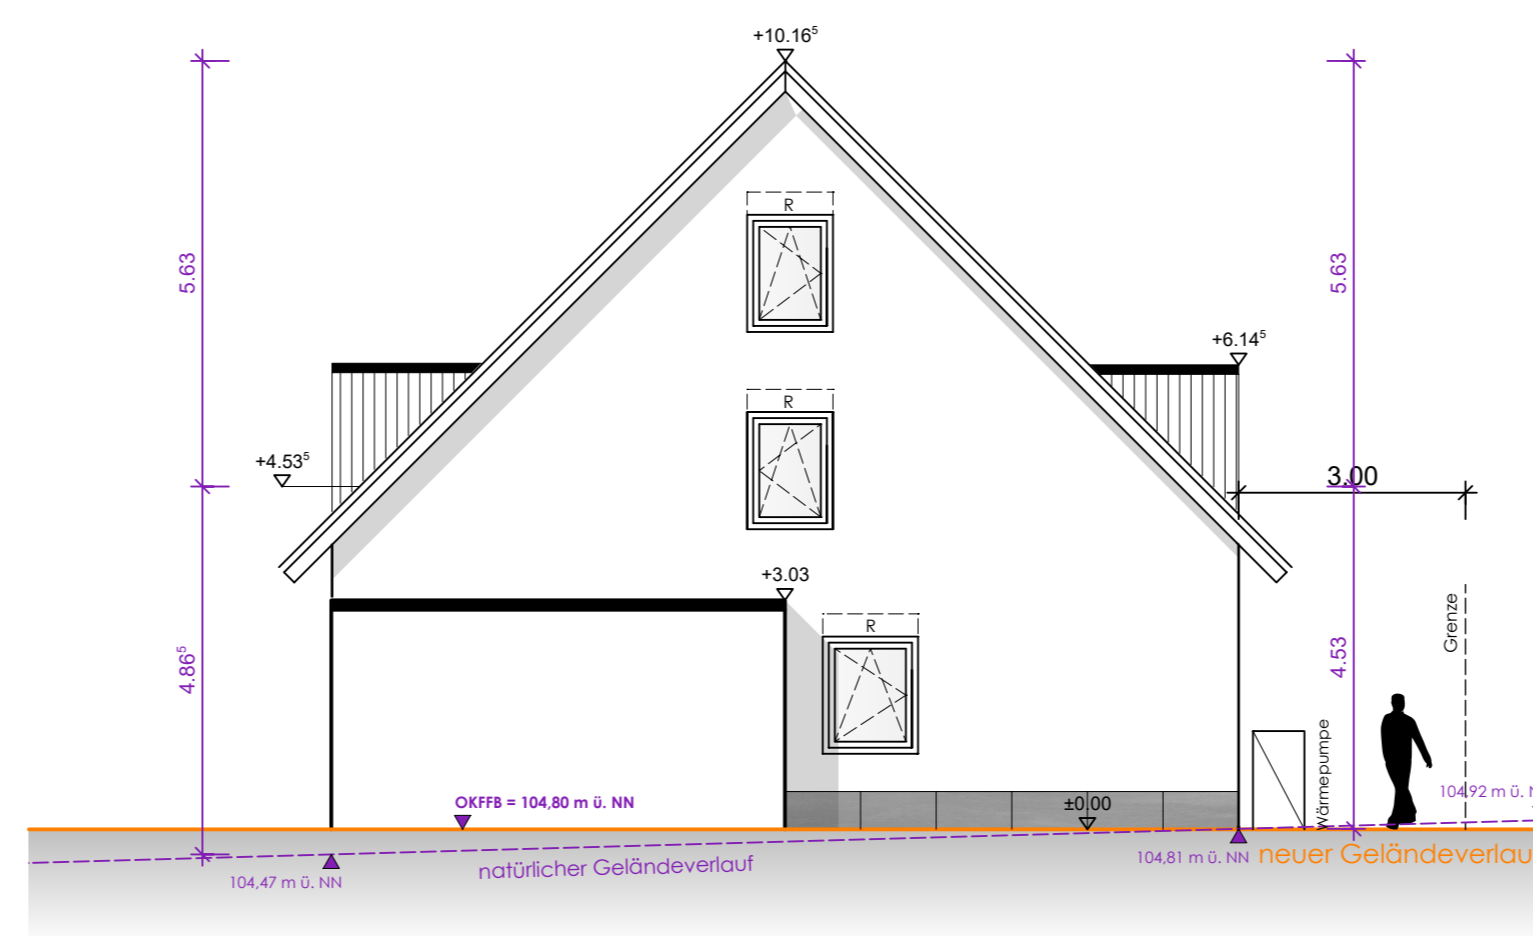 +10.16⁵
5.63
5.63
R
+6.14⁵
R
+4.53⁵
3.00
+3.03
R
Grenze
4.86⁵
4.53
Wärmepumpe
OKFFB = 104,80 m ü. NN
±0.00
104,92 m ü. N
natürlicher Geländeverlauf
104,81 m ü. NN
neuer Geländeverlau
104,47 m ü. NN